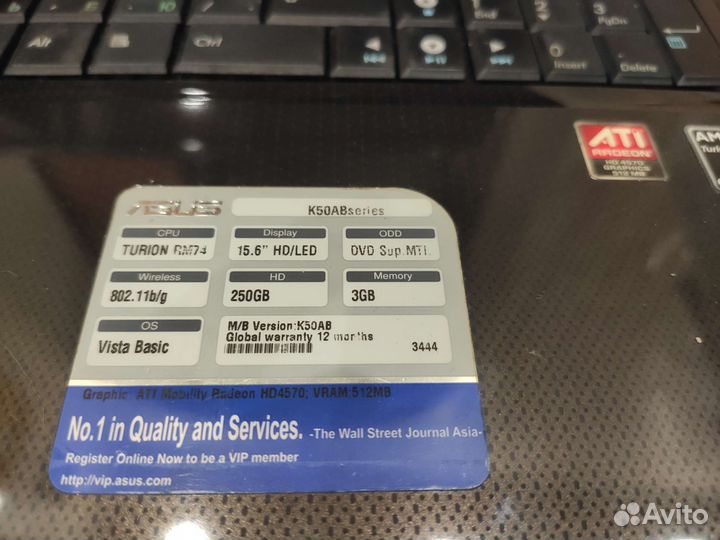 End
PgDn
Alt
Ctrl
0
Insert
Delete
ATI
RADEON
HD 4570
GRAPHICS
512 MB
ASUS
K50ABseries
CPU
Display
ODD
TURION RM74
15.6" HD/LED
DVD Sup.MTL.
Wireless
HD
Memory
802.11b/g
250GB
3GB
OS
M/B Version:K50AB
Global warranty 12 months
Vista Basic
3444
Graphic: ATI Mobility Radeon HD4570; VRAM:512MB
No.1 in Quality and Services. -The Wall Street Journal Asia-
Register Online Now to be a VIP member
http://vip.asus.com
Avito